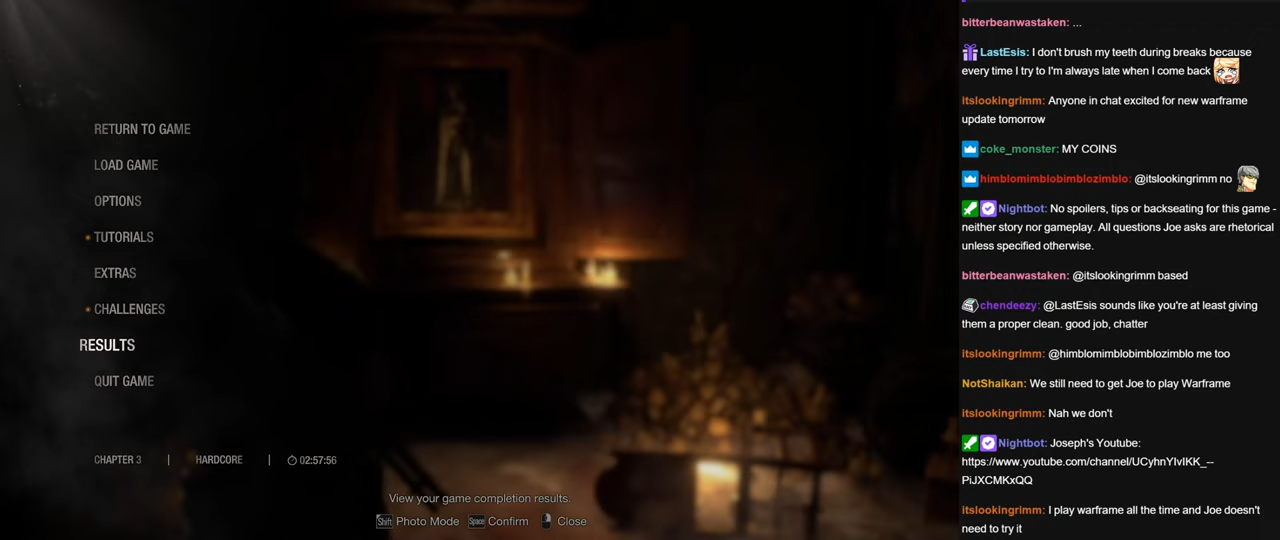 RETURN TO GAME
LOAD GAME
OPTIONS
TUTORIALS
EXTRAS
CHALLENGES
RESULTS
QUIT GAME
CHAPTER 3 | HARDCORE | 02:57:56
View your game completion results.
Shift Photo Mode Space Confirm Close
bitterbeanwastaken: ...
LastEsis: I don't brush my teeth during breaks because
every time I try to I'm always late when I come back
itslookingrimm: Anyone in chat excited for new warframe
update tomorrow
coke_monster: MY COINS
himblomimblobimblozimblo: @itslookingrimm no
Nightbot: No spoilers, tips or backseating for this game -
neither story nor gameplay. All questions Joe asks are rhetorical
unless specified otherwise.
bitterbeanwastaken: @itslookingrimm based
chendeezy: @LastEsis sounds like you're at least giving
them a proper clean. good job, chatter
itslookingrimm: @himblomimblobimblozimblo me too
NotShaikan: We still need to get Joe to play Warframe
itslookingrimm: Nah we don't
Nightbot: Joseph's Youtube:
https://www.youtube.com/channel/UCyhnYIvIKK_--
PiJXCMKxQQ
itslookingrimm: I play warframe all the time and Joe doesn't
need to try it